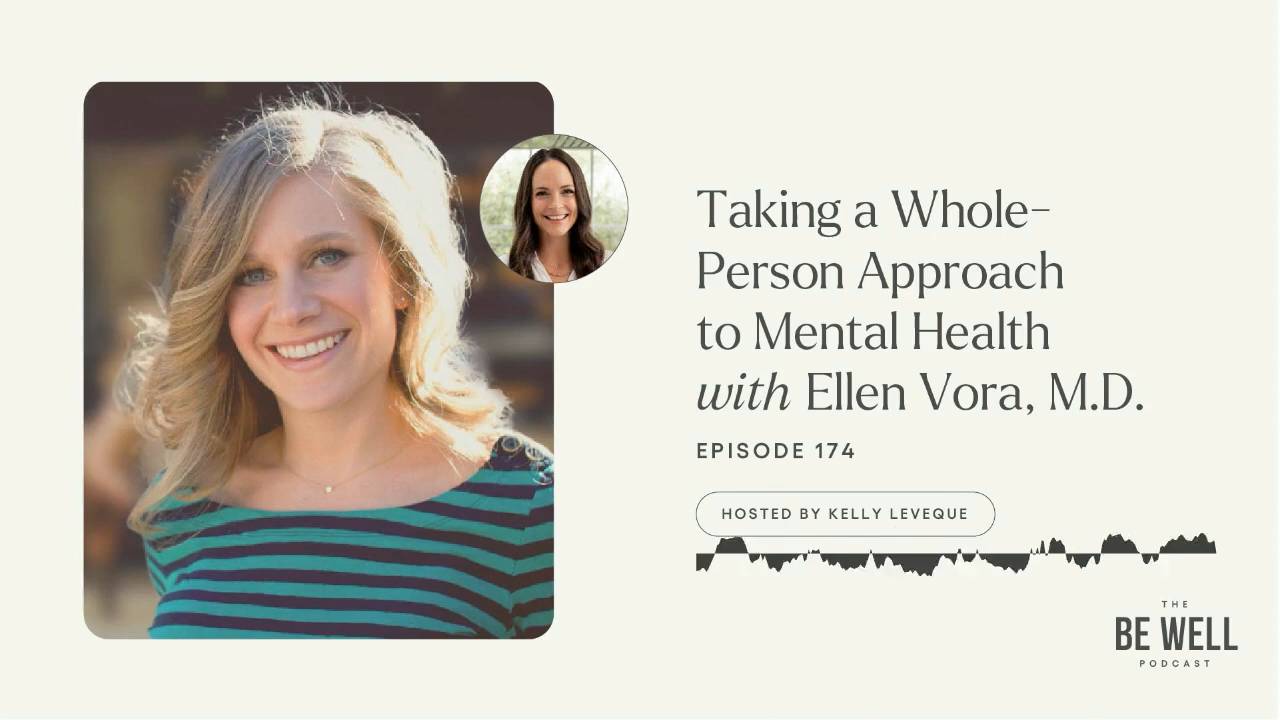 Taking a Whole-
Person Approach
to Mental Health
with Ellen Vora, M.D.
EPISODE 174
HOSTED BY KELLY LEVEQUE
THE
BE WELL
PODCAST